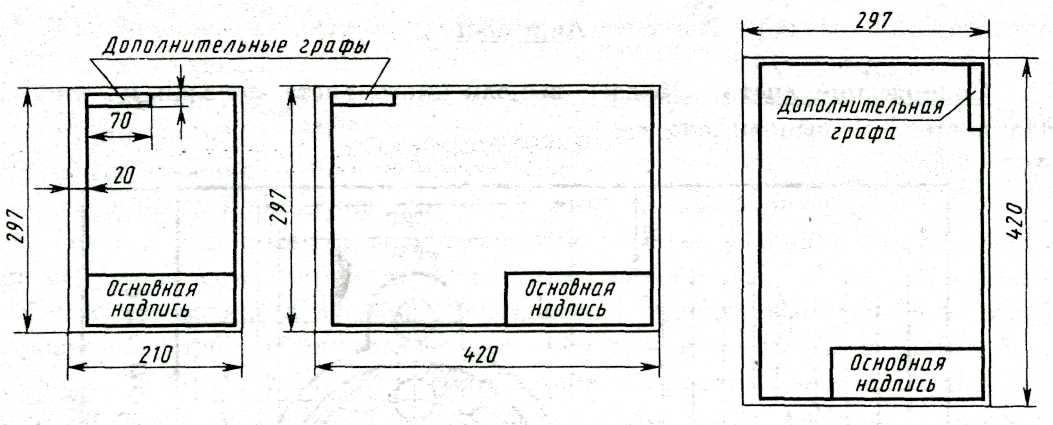 Дополнительные графы
70
20
297
Основная
надпись
210
297
Основная
надпись
420
297
Дополнительная
графа
420
Основная
надпись